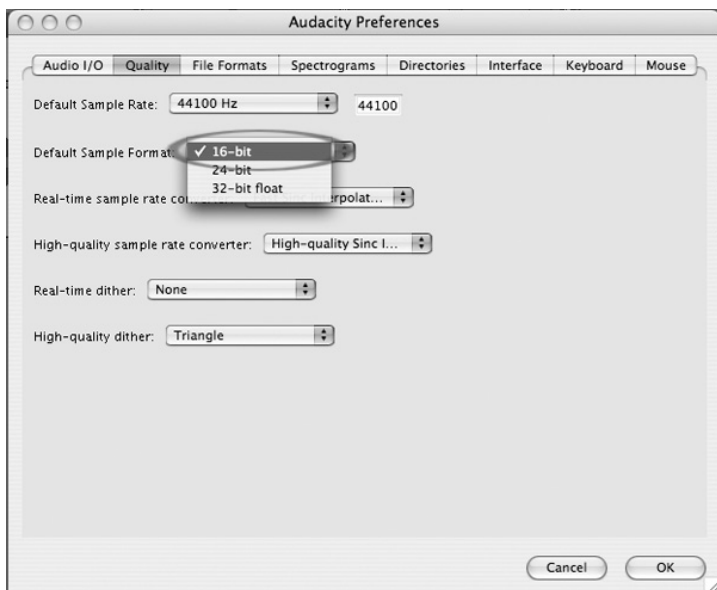 Audacity Preferences
Audio I/O Quality File Formats Spectrograms Directories Interface Keyboard Mouse
Default Sample Rate: 44100 Hz 44100
Default Sample Format: ✓ 16-bit
24-bit
32-bit float
Real-time sample rate
High-quality sample rate converter: High-quality Sinc I...
Real-time dither: None
High-quality dither: Triangle
Cancel OK